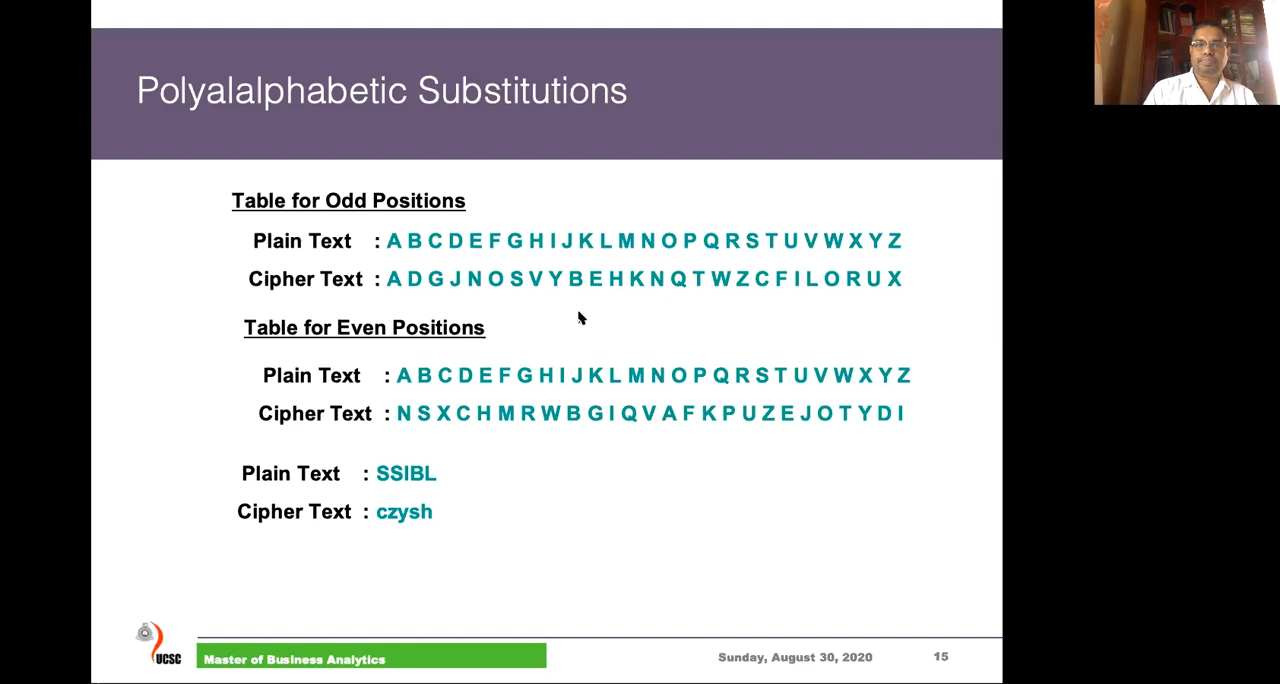 Polyalalphabetic Substitutions
Table for Odd Positions
Plain Text : A B C D E F G H I J K L M N O P Q R S T U V W X Y Z
Cipher Text : A D G J N O S V Y B E H K N Q T W Z C F I L O R U X
Table for Even Positions
Plain Text : A B C D E F G H I J K L M N O P Q R S T U V W X Y Z
Cipher Text : N S X C H M R W B G I Q V A F K P U Z E J O T Y D I
Plain Text : SSIBL
Cipher Text : czysh
UCSC
Master of Business Analytics
Sunday, August 30, 2020
15